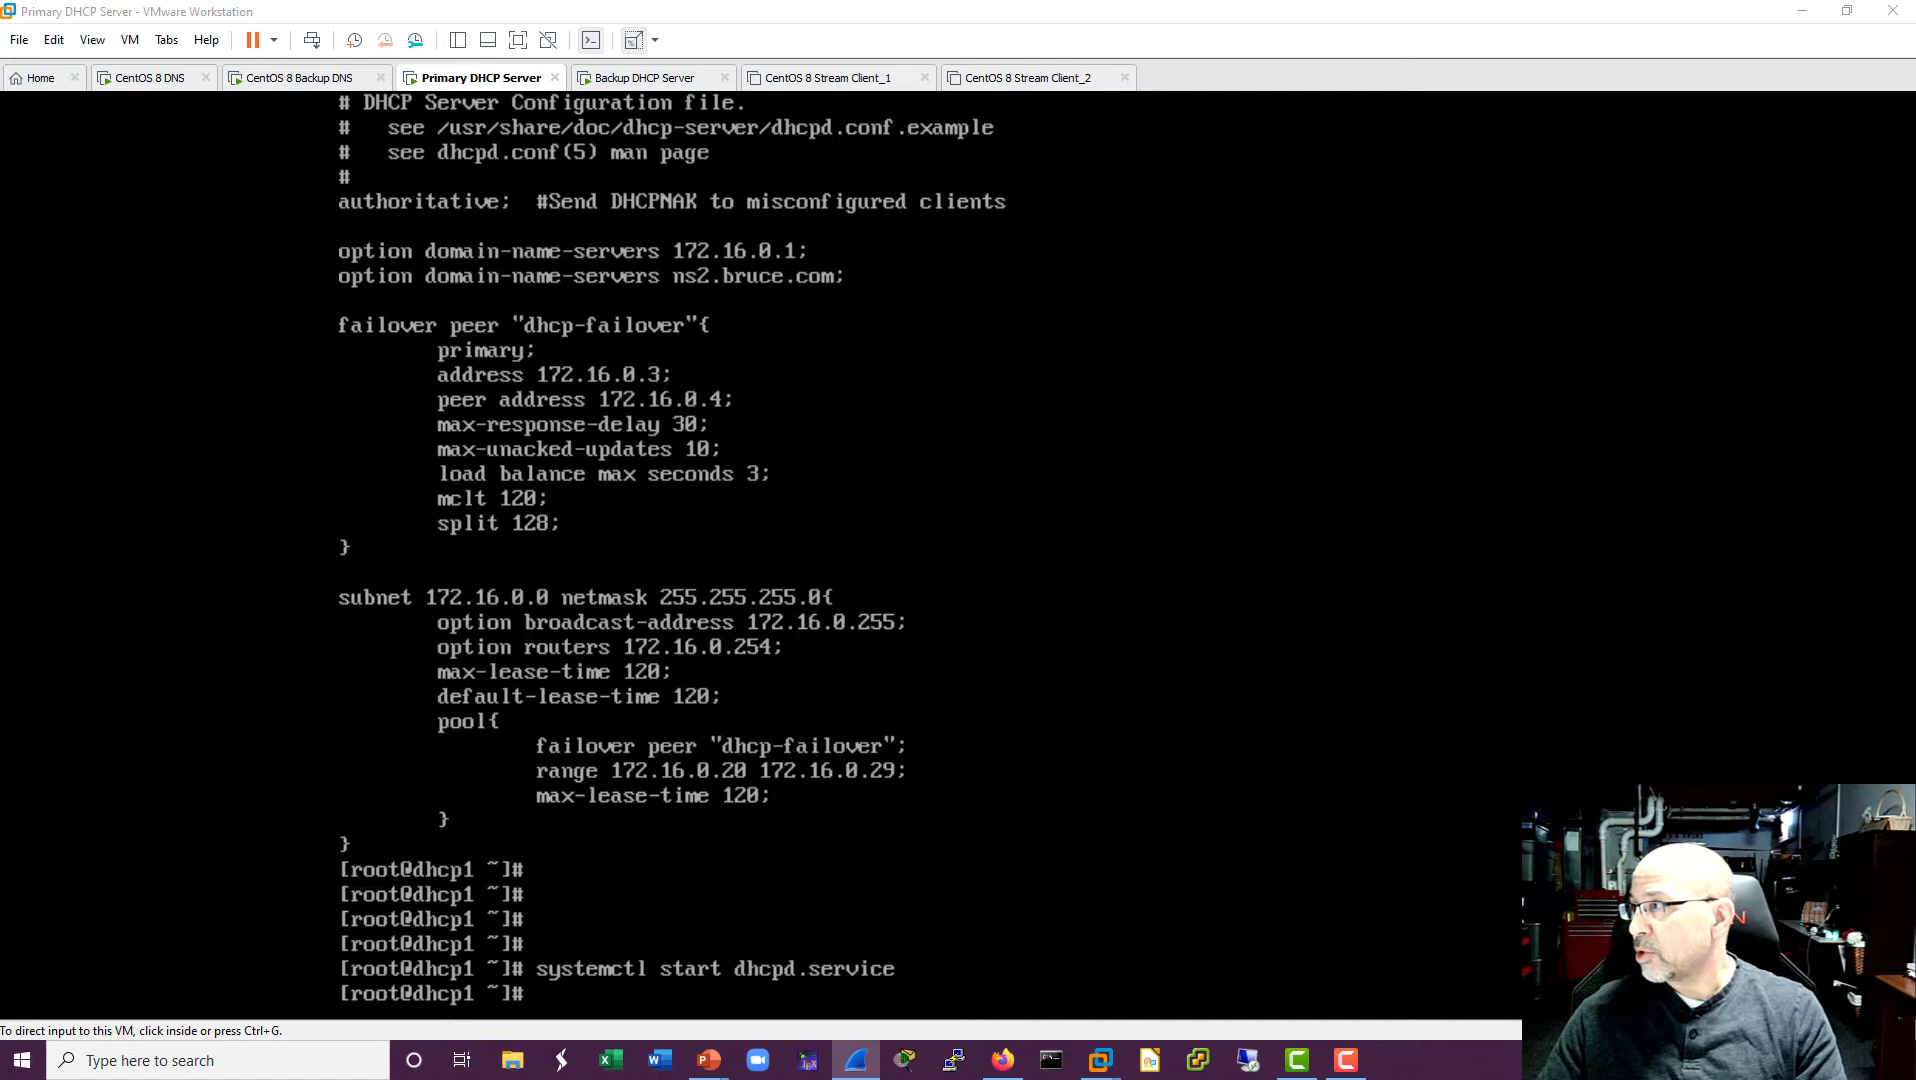 Primary DHCP Server - VMware Workstation
File Edit View VM Tabs Help
Home CentOS 8 DNS CentOS 8 Backup DNS Primary DHCP Server Backup DHCP Server CentOS 8 Stream Client_1 CentOS 8 Stream Client_2
# DHCP Server Configuration file.
#   see /usr/share/doc/dhcp-server/dhcpd.conf.example
#   see dhcpd.conf(5) man page
#
authoritative;  #Send DHCPNAK to misconfigured clients
option domain-name-servers 172.16.0.1;
option domain-name-servers ns2.bruce.com;
failover peer "dhcp-failover"{
primary;
address 172.16.0.3;
peer address 172.16.0.4;
max-response-delay 30;
max-unacked-updates 10;
load balance max seconds 3;
mclt 120;
split 128;
}
subnet 172.16.0.0 netmask 255.255.255.0{
option broadcast-address 172.16.0.255;
option routers 172.16.0.254;
max-lease-time 120;
default-lease-time 120;
pool{
failover peer "dhcp-failover";
range 172.16.0.20 172.16.0.29;
max-lease-time 120;
}
}
[root@dhcp1 ~]#
[root@dhcp1 ~]#
[root@dhcp1 ~]#
[root@dhcp1 ~]#
[root@dhcp1 ~]# systemctl start dhcpd.service
[root@dhcp1 ~]#
To direct input to this VM, click inside or press Ctrl+G.
Type here to search